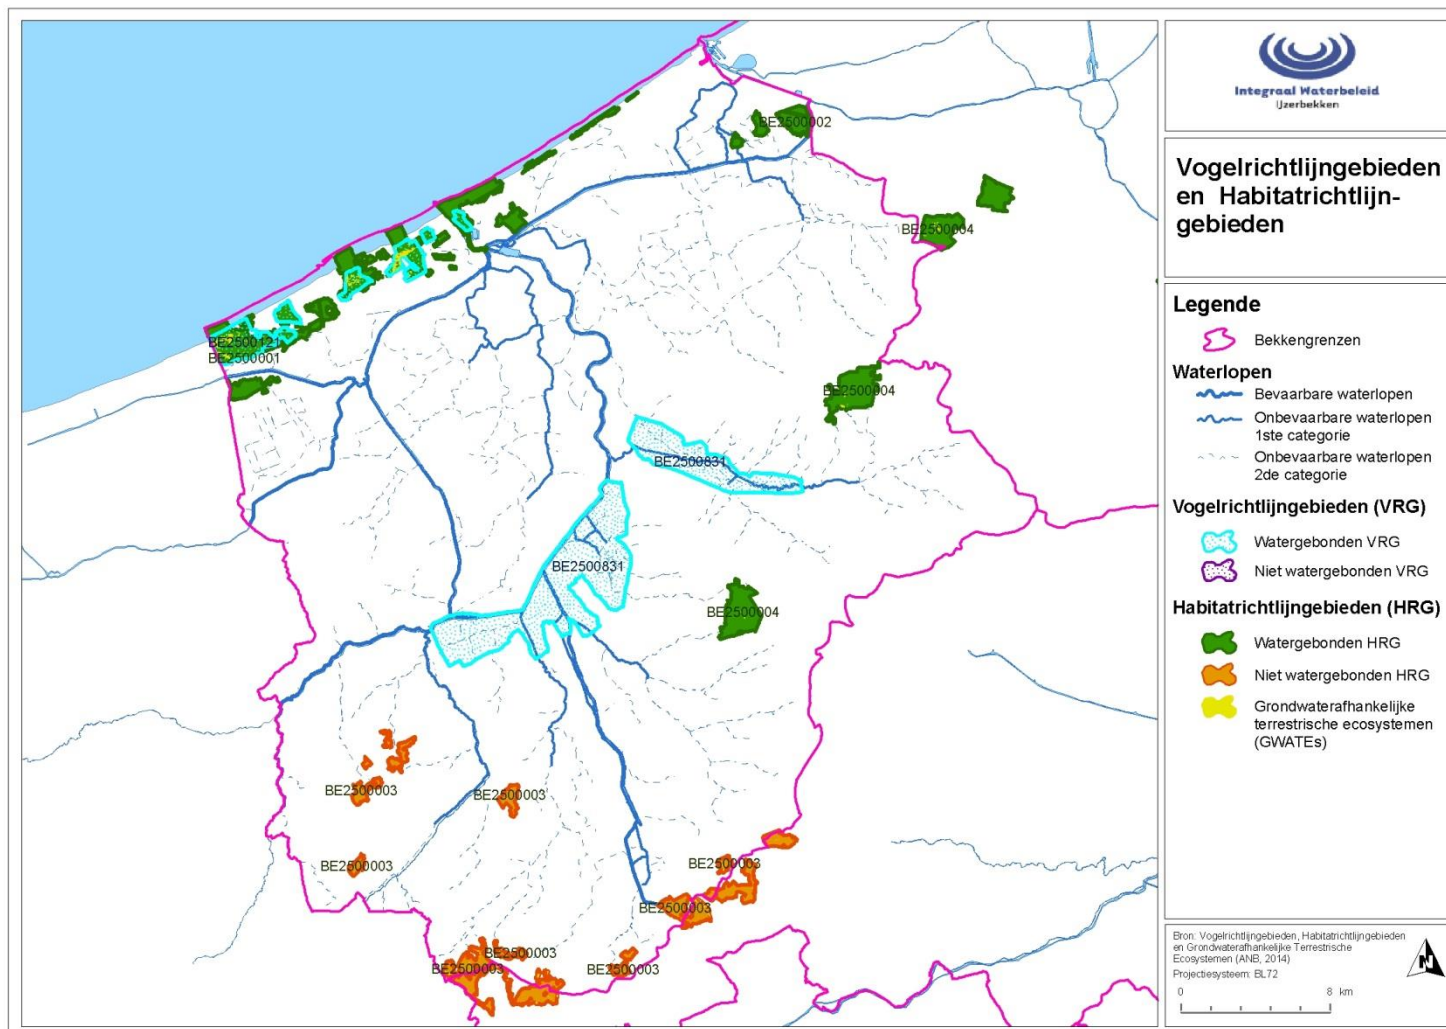 BE2500002
BE2500004
BE2500121
BE2500001
BE2500004
BE2500831
BE2500831
BE2500004
BE2500003
BE2500003
BE2500003
BE2500003
BE2500003
BE2500003
BE2500003
BE2500003
Integraal Waterbeleid
IJzerbekken
Vogelrichtlijngebieden
en Habitatrichtlijn-
gebieden
Legende
Bekkengrenzen
Waterlopen
Bevaarbare waterlopen
Onbevaarbare waterlopen
1ste categorie
Onbevaarbare waterlopen
2de categorie
Vogelrichtlijngebieden (VRG)
Watergebonden VRG
Niet watergebonden VRG
Habitatrichtlijngebieden (HRG)
Watergebonden HRG
Niet watergebonden HRG
Grondwaterafhankelijke
terrestrische ecosystemen
(GWATEs)
Bron: Vogelrichtlijngebieden, Habitatrichtlijngebieden
en Grondwaterafhankelijke Terrestrische
Ecosystemen (ANB, 2014)
Projectiesysteem: BL72
N
0 8 km